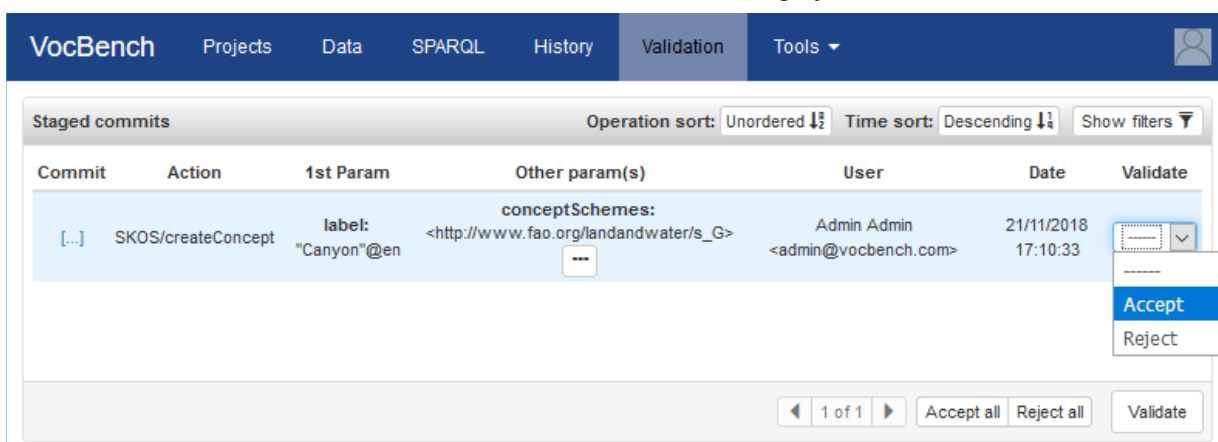 VocBench Projects Data SPARQL History Validation Tools
Staged commits Operation sort: Unordered Time sort: Descending Show filters
Commit Action 1st Param Other param(s) User Date Validate
[...] SKOS/createConcept label: "Canyon"@en conceptSchemes: <http://www.fao.org/landandwater/s_G> --- Admin Admin <admin@vocbench.com> 21/11/2018 17:10:33 ------
------
Accept
Reject
1 of 1 Accept all Reject all Validate